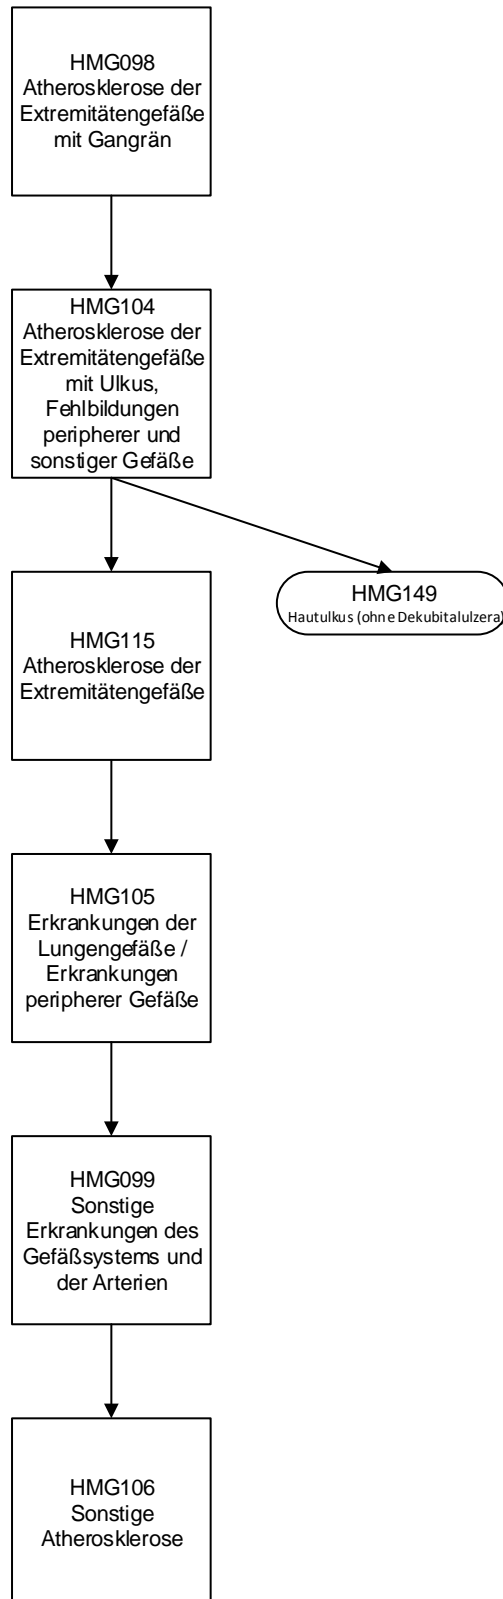 HMG098
Atherosklerose der
Extremitätengefäße
mit Gangrän
HMG104
Atherosklerose der
Extremitätengefäße
mit Ulkus,
Fehlbildungen
peripherer und
sonstiger Gefäße
HMG149
Hautulkus (ohne Dekubitalulzera)
HMG115
Atherosklerose der
Extremitätengefäße
HMG105
Erkrankungen der
Lungengefäße /
Erkrankungen
peripherer Gefäße
HMG099
Sonstige
Erkrankungen des
Gefäßsystems und
der Arterien
HMG106
Sonstige
Atherosklerose